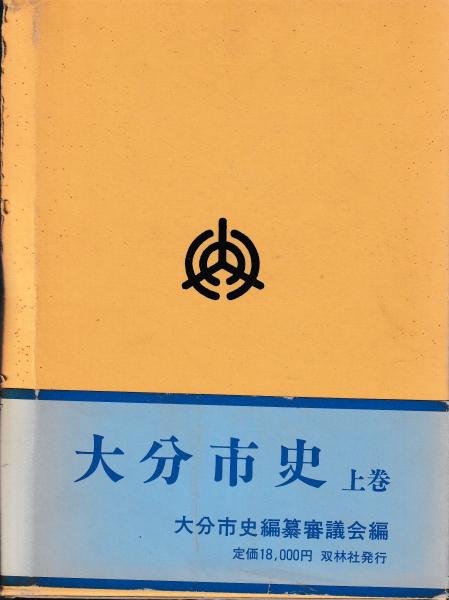 大分市史 上巻
大分市史編纂審議会編
定価18,000円 双林社発行